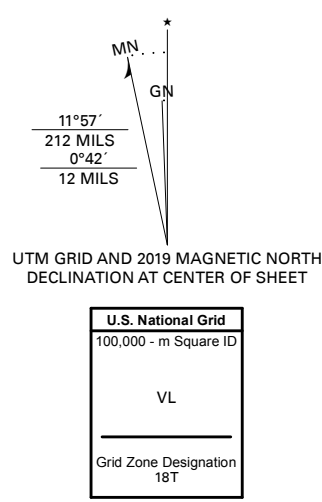 MN
GN
11°57´
212 MILS
0°42´
12 MILS
UTM GRID AND 2019 MAGNETIC NORTH
DECLINATION AT CENTER OF SHEET
U.S. National Grid
100,000 - m Square ID
VL
Grid Zone Designation
18T